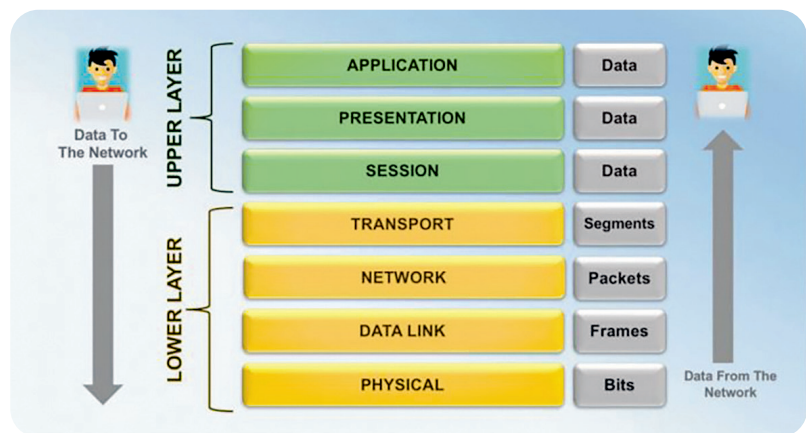 Data To
The Network
UPPER LAYER
APPLICATION
Data
PRESENTATION
Data
SESSION
Data
LOWER LAYER
TRANSPORT
Segments
NETWORK
Packets
DATA LINK
Frames
PHYSICAL
Bits
Data From The
Network